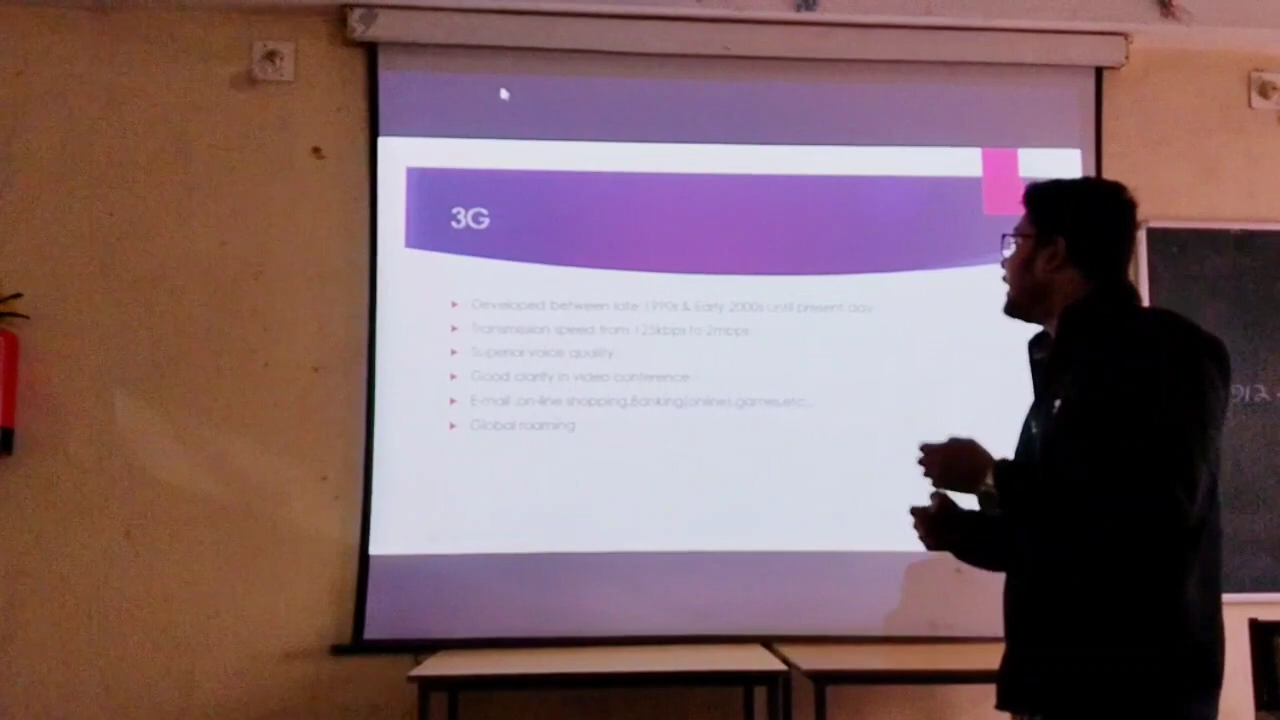 3G
Developed between late 1990s & Early 2000s until present day
Transmission speed from 125kbps to 2mbps
Superior voice quality
Good clarity in video conference
E-mail ,on-line shopping,Banking(online),games,etc..
Global roaming
912